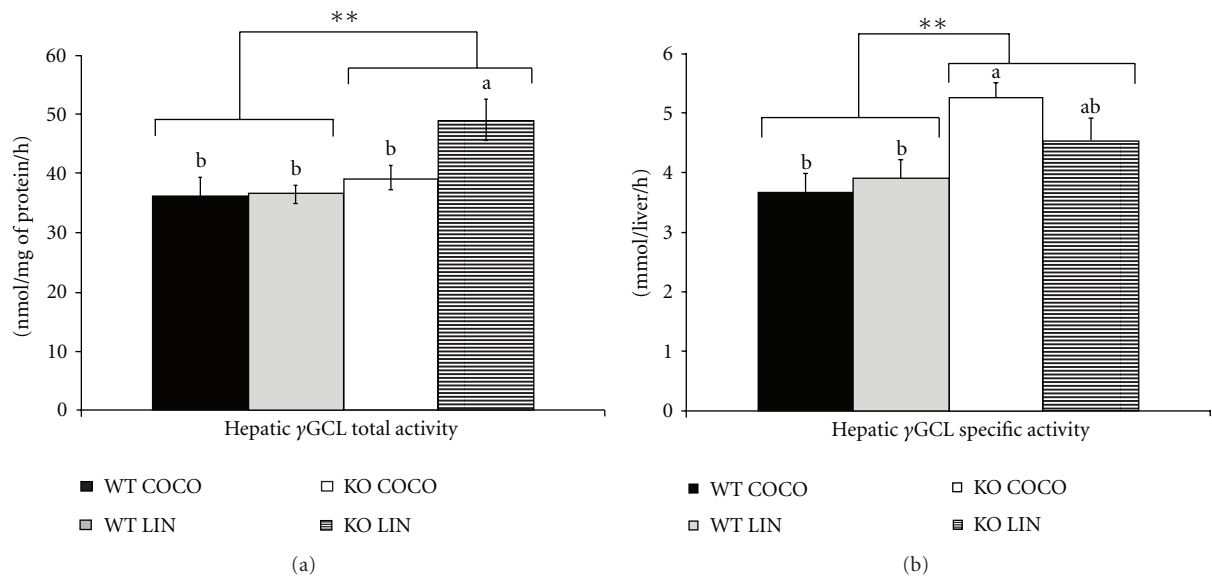 **
60
50
40
30
20
10
0
(nmol/mg of protein/h)
b
b
b
a
Hepatic γGCL total activity
WT COCO
KO COCO
WT LIN
KO LIN
(a)
**
6
5
4
3
2
1
0
(mmol/liver/h)
b
b
a
ab
Hepatic γGCL specific activity
WT COCO
KO COCO
WT LIN
KO LIN
(b)